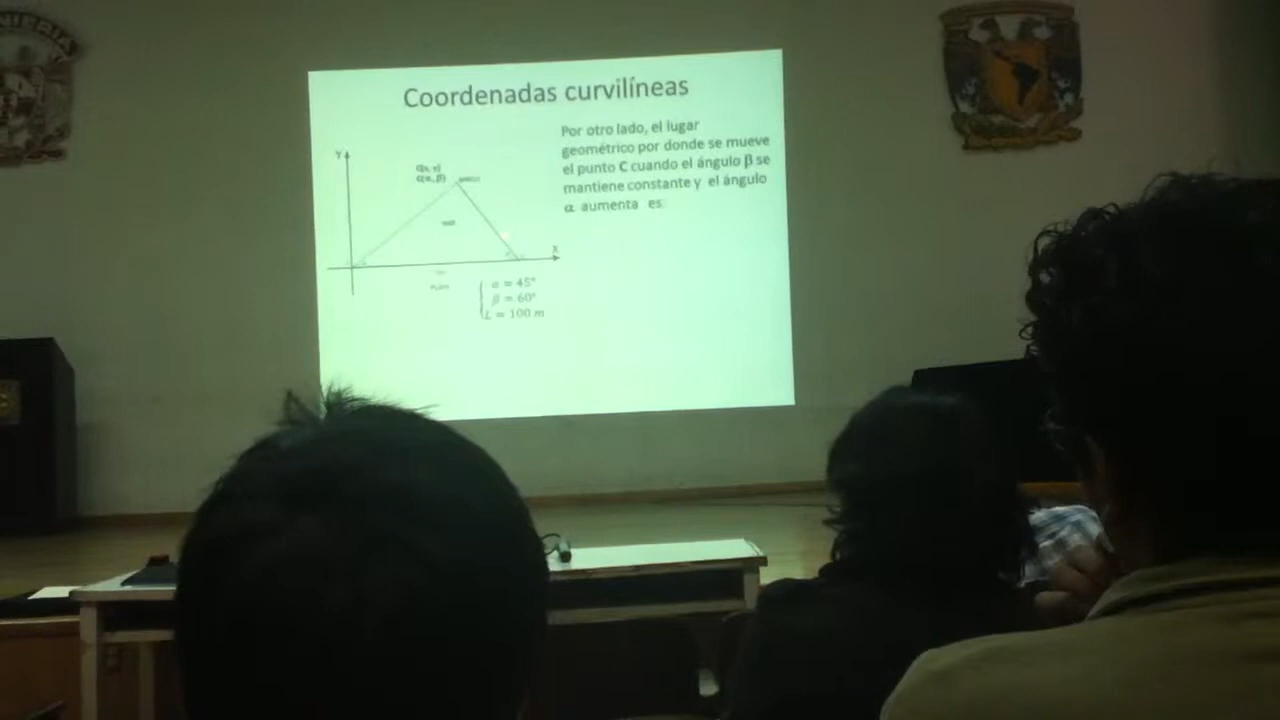 NIERIA
Coordenadas curvilíneas
Por otro lado, el lugar
geométrico por donde se mueve
el punto C cuando el ángulo β se
mantiene constante y el ángulo
α aumenta es:
Y
C(x, y)
C(α, β)
X
α = 45°
β = 60°
L = 100 m